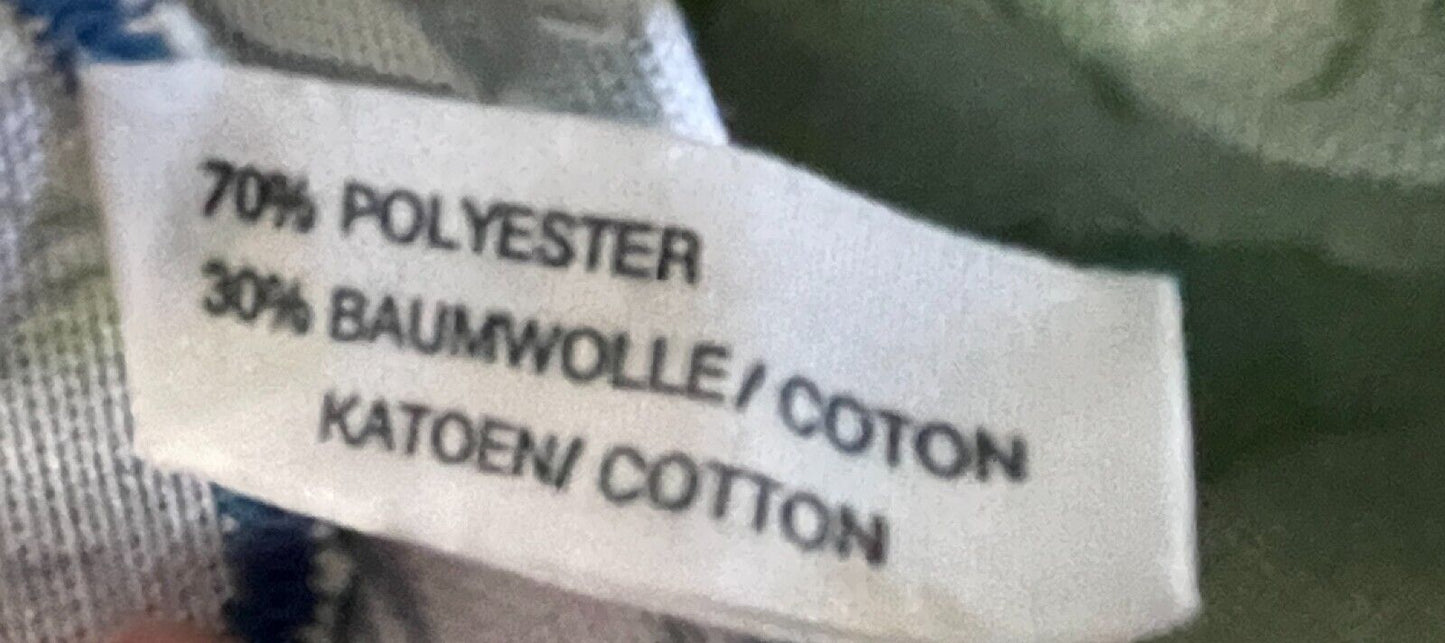 70% POLYESTER
30% BAUMWOLLE / COTON
KATOEN/ COTTON